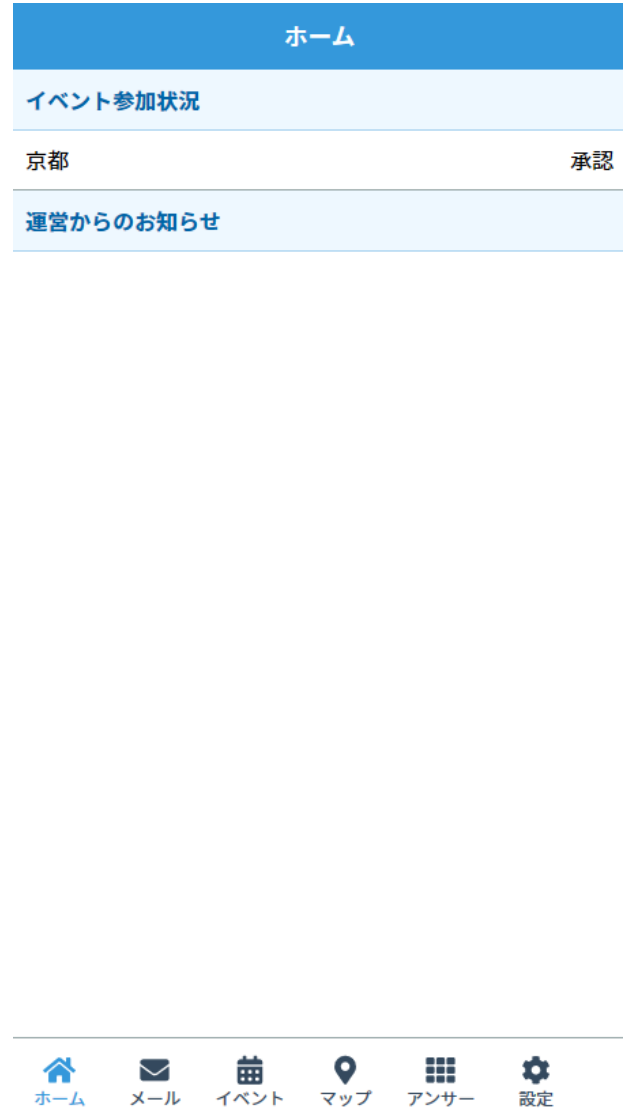 ホーム
イベント参加状況
京都 承認
運営からのお知らせ
ホーム メール イベント マップ アンサー 設定